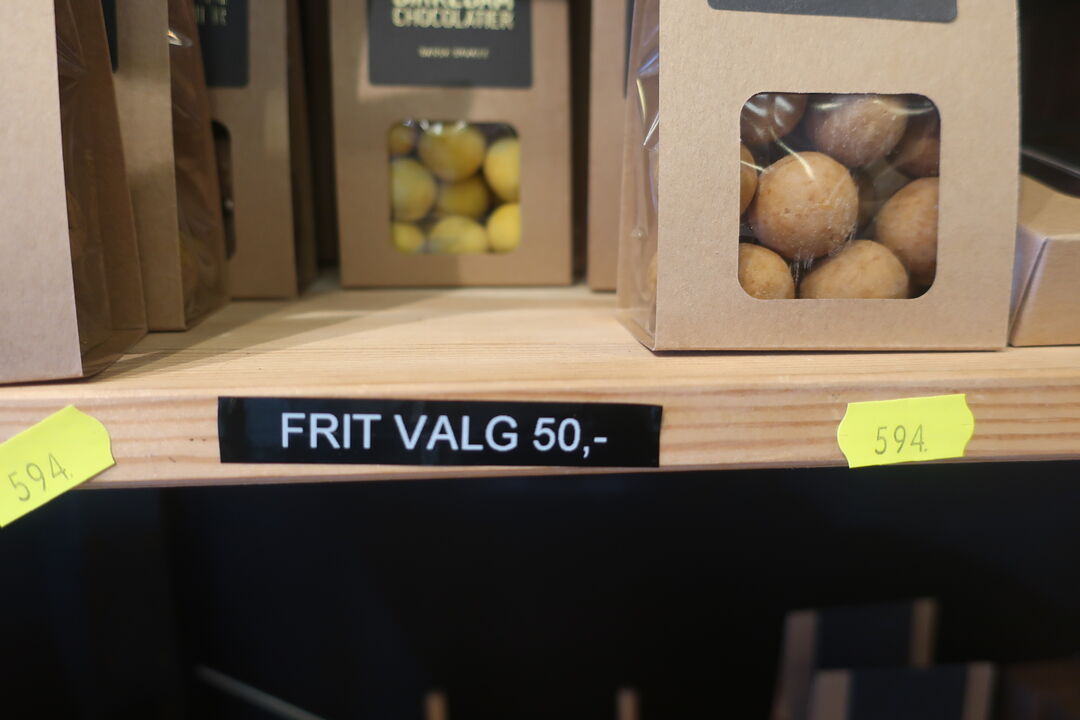 CHOCOLATIER
FRIT VALG 50,-
594.
594.